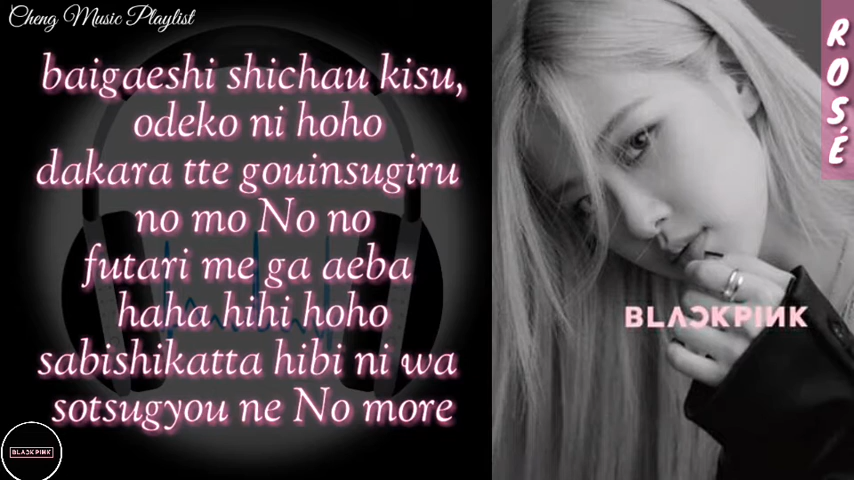 Cheng Music Playlist
baigaeshi shichau kisu,
odeko ni hoho
dakara tte gouinsugiru
no mo No no
futari me ga aeba
haha hihi hoho
sabishikatta hibi ni wa
sotsugyou ne No more
BLACKPINK
ROSÉ
BLACKPINK